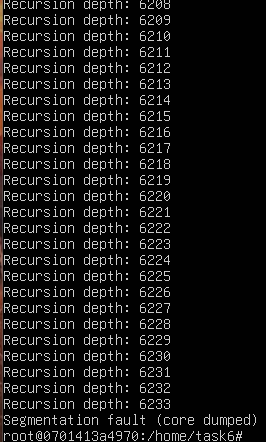 Recursion depth: 6208
Recursion depth: 6209
Recursion depth: 6210
Recursion depth: 6211
Recursion depth: 6212
Recursion depth: 6213
Recursion depth: 6214
Recursion depth: 6215
Recursion depth: 6216
Recursion depth: 6217
Recursion depth: 6218
Recursion depth: 6219
Recursion depth: 6220
Recursion depth: 6221
Recursion depth: 6222
Recursion depth: 6223
Recursion depth: 6224
Recursion depth: 6225
Recursion depth: 6226
Recursion depth: 6227
Recursion depth: 6228
Recursion depth: 6229
Recursion depth: 6230
Recursion depth: 6231
Recursion depth: 6232
Recursion depth: 6233
Segmentation fault (core dumped)
root@0701413a4970:/home/task6#